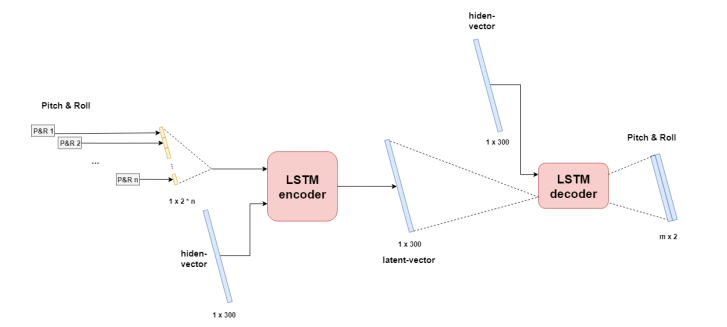 hiden-
vector
1 x 300
Pitch & Roll
P&R 1
P&R 2
...
P&R n
1 x 2 * n
LSTM
encoder
hiden-
vector
1 x 300
1 x 300
latent-vector
LSTM
decoder
Pitch & Roll
m x 2